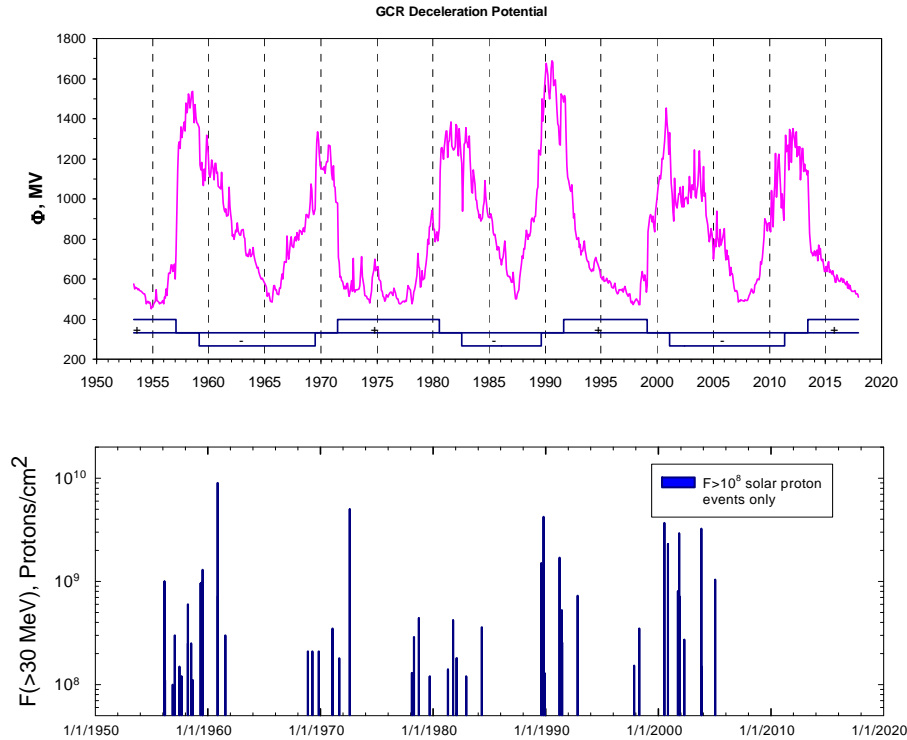 GCR Deceleration Potential
1800
1600
1400
1200
1000
800
600
400
200
Φ, MV
+ - + - + - +
1950 1955 1960 1965 1970 1975 1980 1985 1990 1995 2000 2005 2010 2015 2020
F(>30 MeV), Protons/cm2
10^10
10^9
10^8
F>10^8 solar proton
events only
1/1/1950 1/1/1960 1/1/1970 1/1/1980 1/1/1990 1/1/2000 1/1/2010 1/1/2020